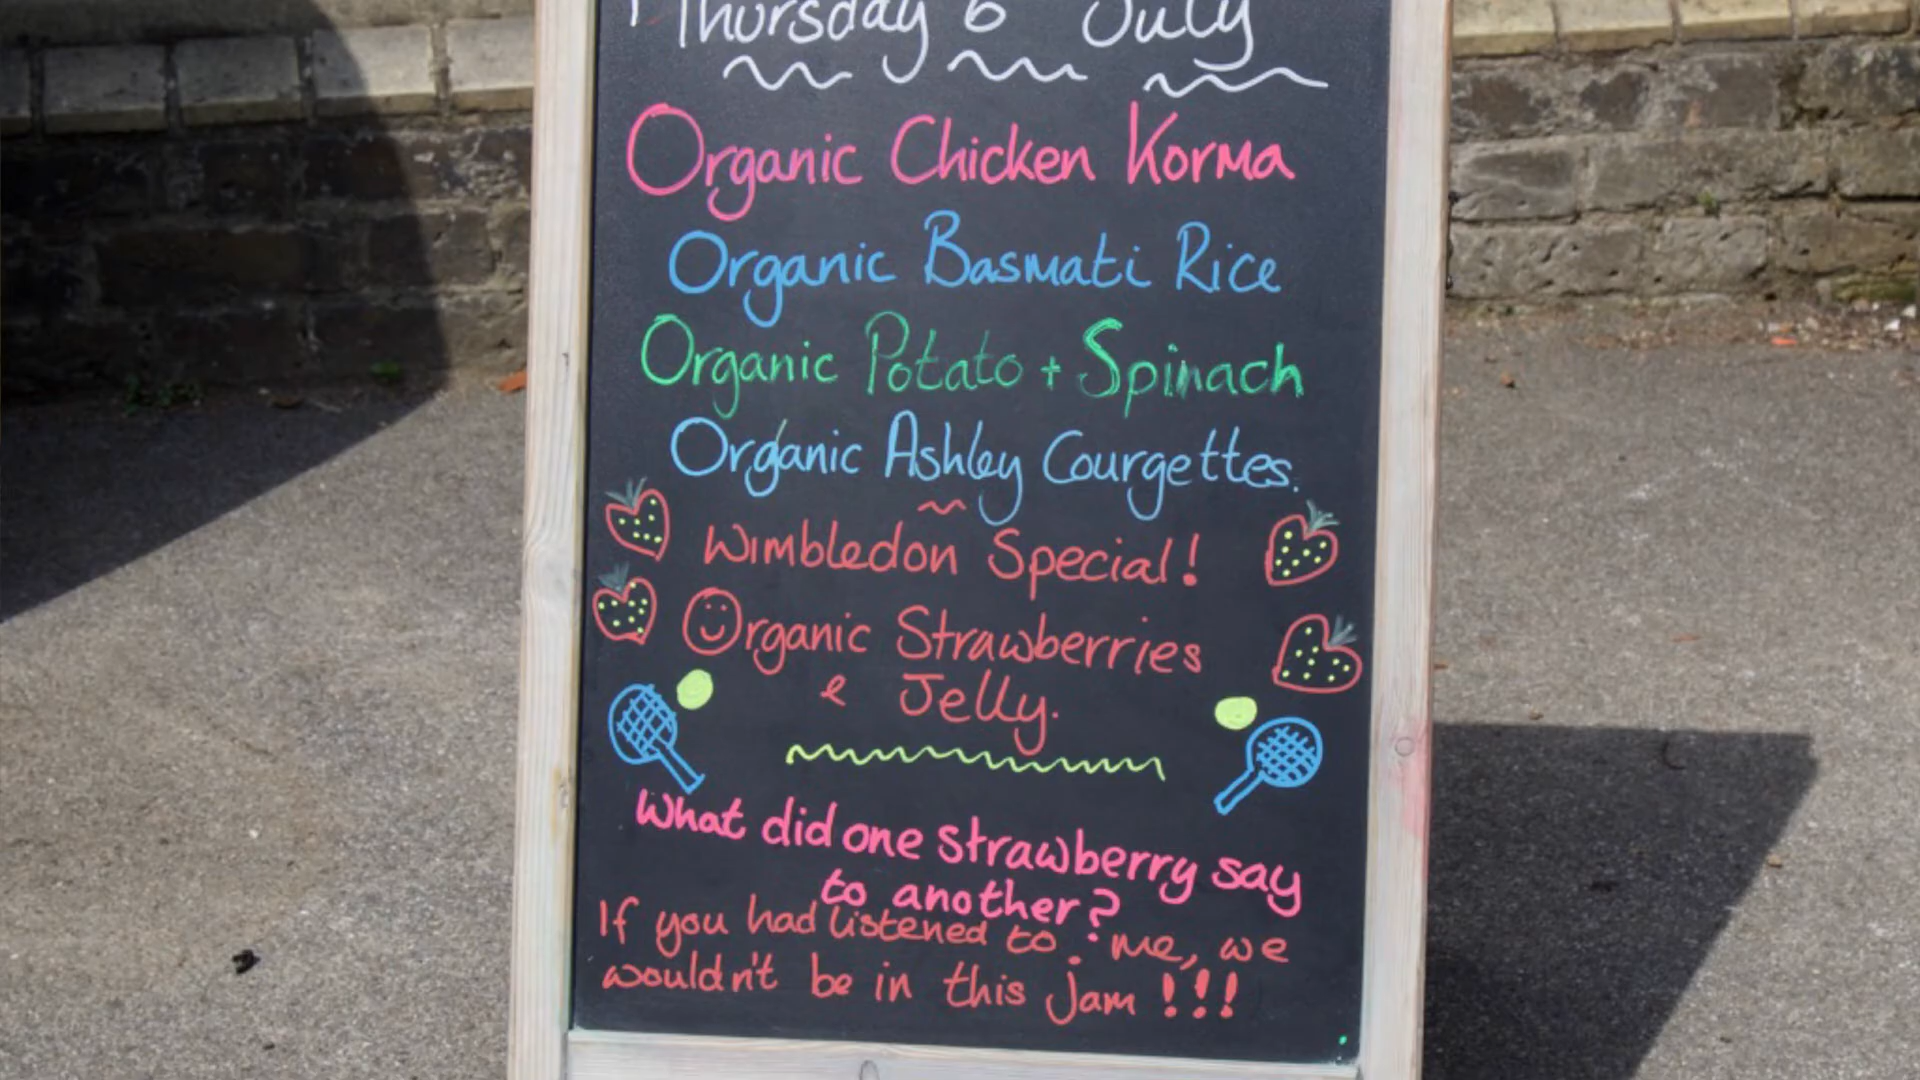 Thursday 6 July
Organic Chicken Korma
Organic Basmati Rice
Organic Potato + Spinach
Organic Ashley Courgettes.
Wimbledon Special!
Organic Strawberries
& Jelly.
What did one strawberry say
to another?
If you had listened to me, we
wouldn't be in this Jam !!!